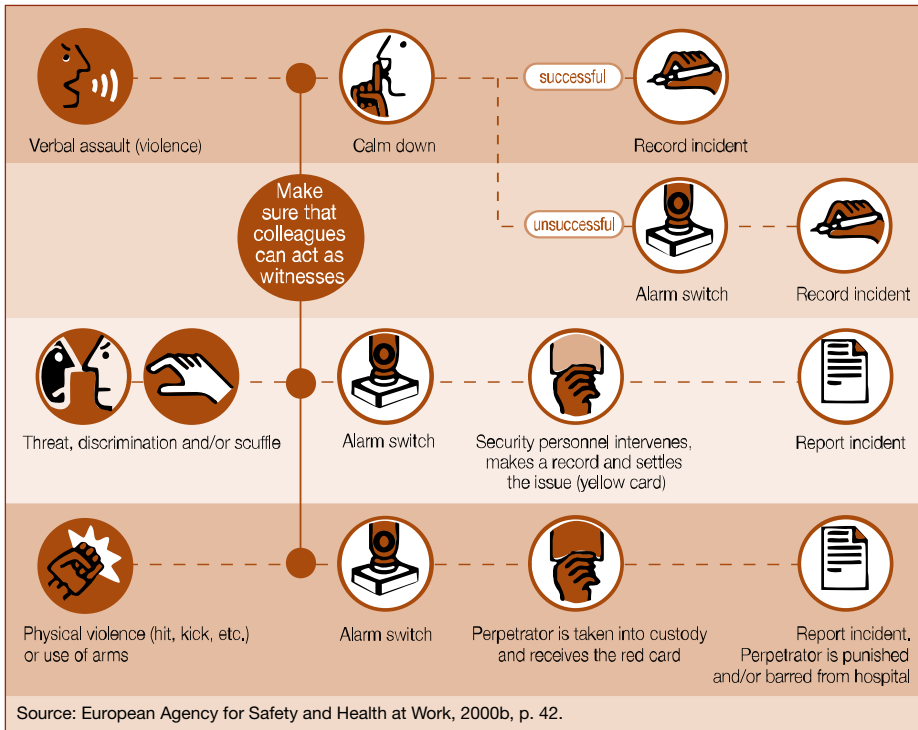 successful
Verbal assault (violence)
Calm down
Record incident
Make
sure that
colleagues
can act as
witnesses
unsuccessful
Alarm switch
Record incident
Threat, discrimination and/or scuffle
Alarm switch
Security personnel intervenes,
makes a record and settles
the issue (yellow card)
Report incident
Physical violence (hit, kick, etc.)
or use of arms
Alarm switch
Perpetrator is taken into custody
and receives the red card
Report incident.
Perpetrator is punished
and/or barred from hospital
Source: European Agency for Safety and Health at Work, 2000b, p. 42.